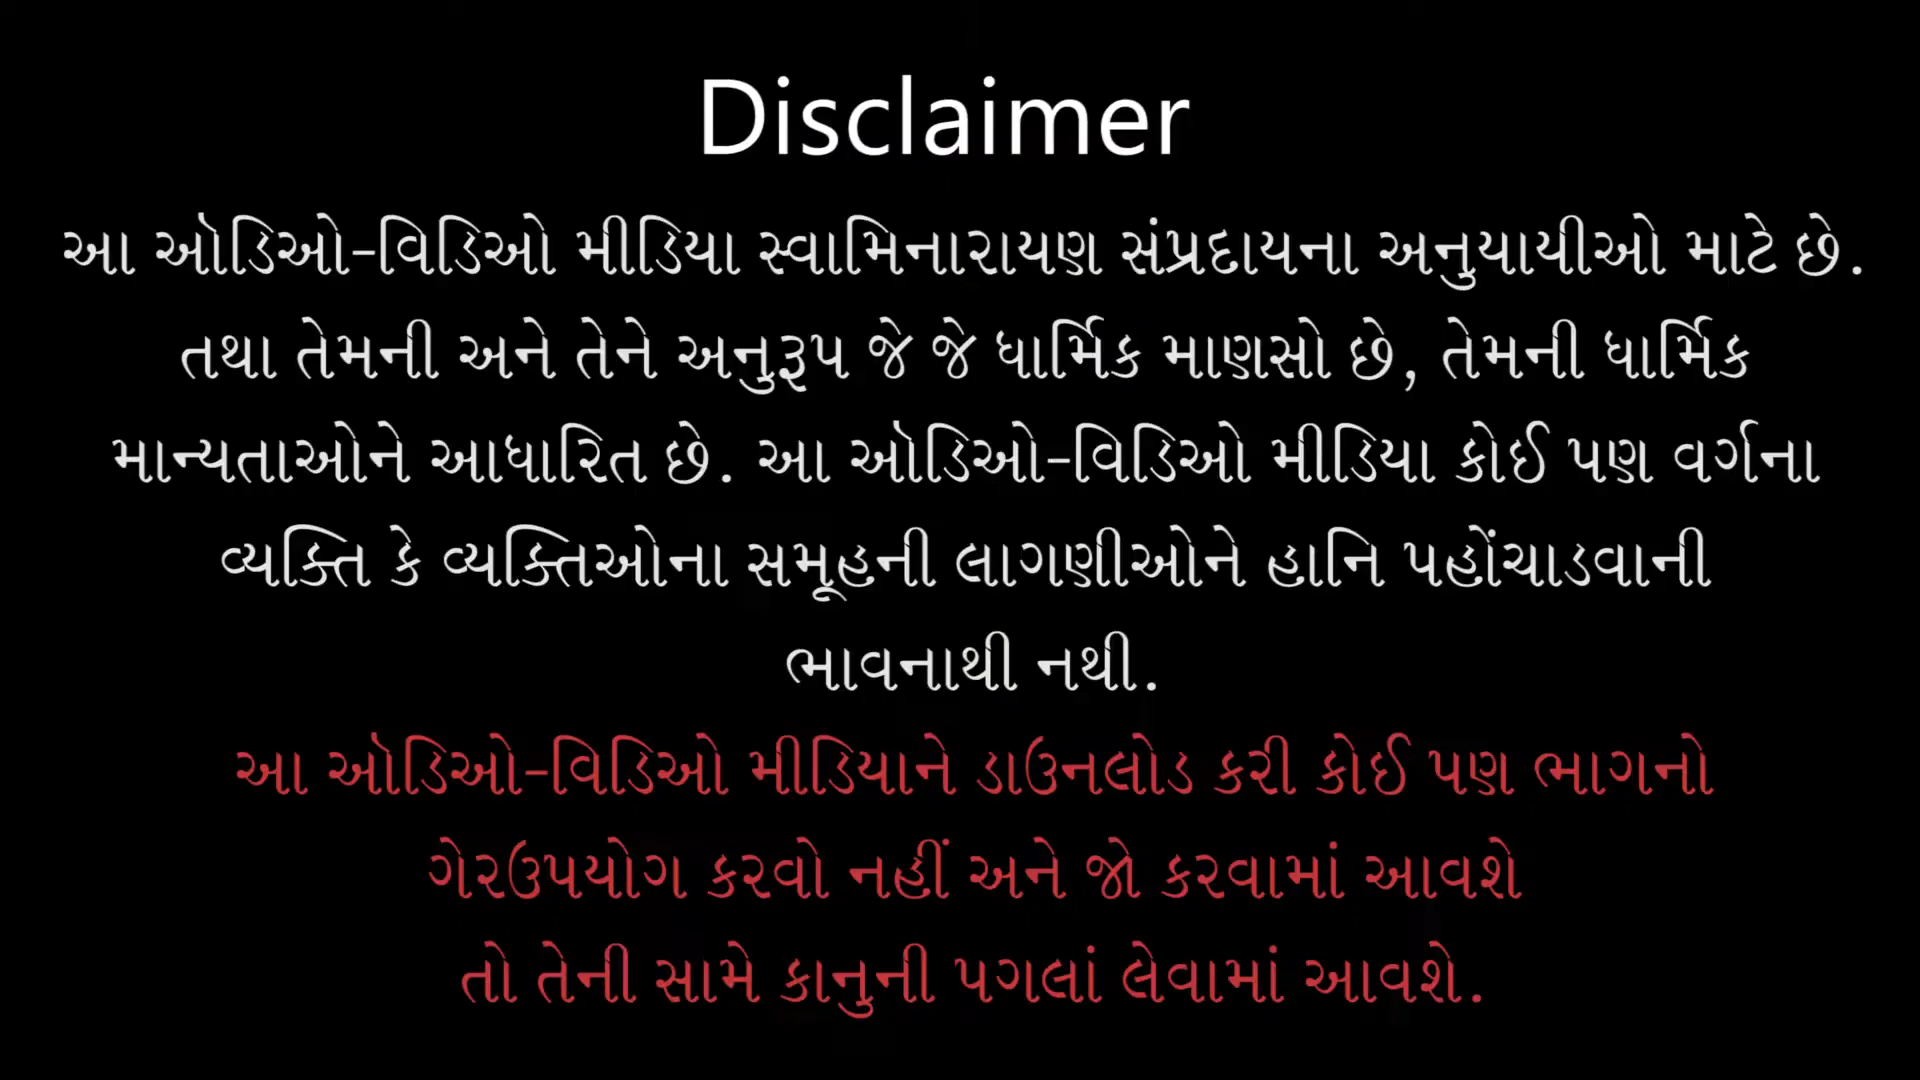 Disclaimer
આ ઑડિઓ-વિડિઓ મીડિયા સ્વામિનારાયણ સંપ્રદાયના અનુયાયીઓ માટે છે.
તથા તેમની અને તેને અનુરૂપ જે જે ધાર્મિક માણસો છે, તેમની ધાર્મિક
માન્યતાઓને આધારિત છે. આ ઑડિઓ-વિડિઓ મીડિયા કોઈ પણ વર્ગના
વ્યક્તિ કે વ્યક્તિઓના સમૂહની લાગણીઓને હાનિ પહોંચાડવાની
ભાવનાથી નથી.
આ ઑડિઓ-વિડિઓ મીડિયાને ડાઉનલોડ કરી કોઈ પણ ભાગનો
ગેરઉપયોગ કરવો નહીં અને જો કરવામાં આવશે
તો તેની સામે કાનુની પગલાં લેવામાં આવશે.